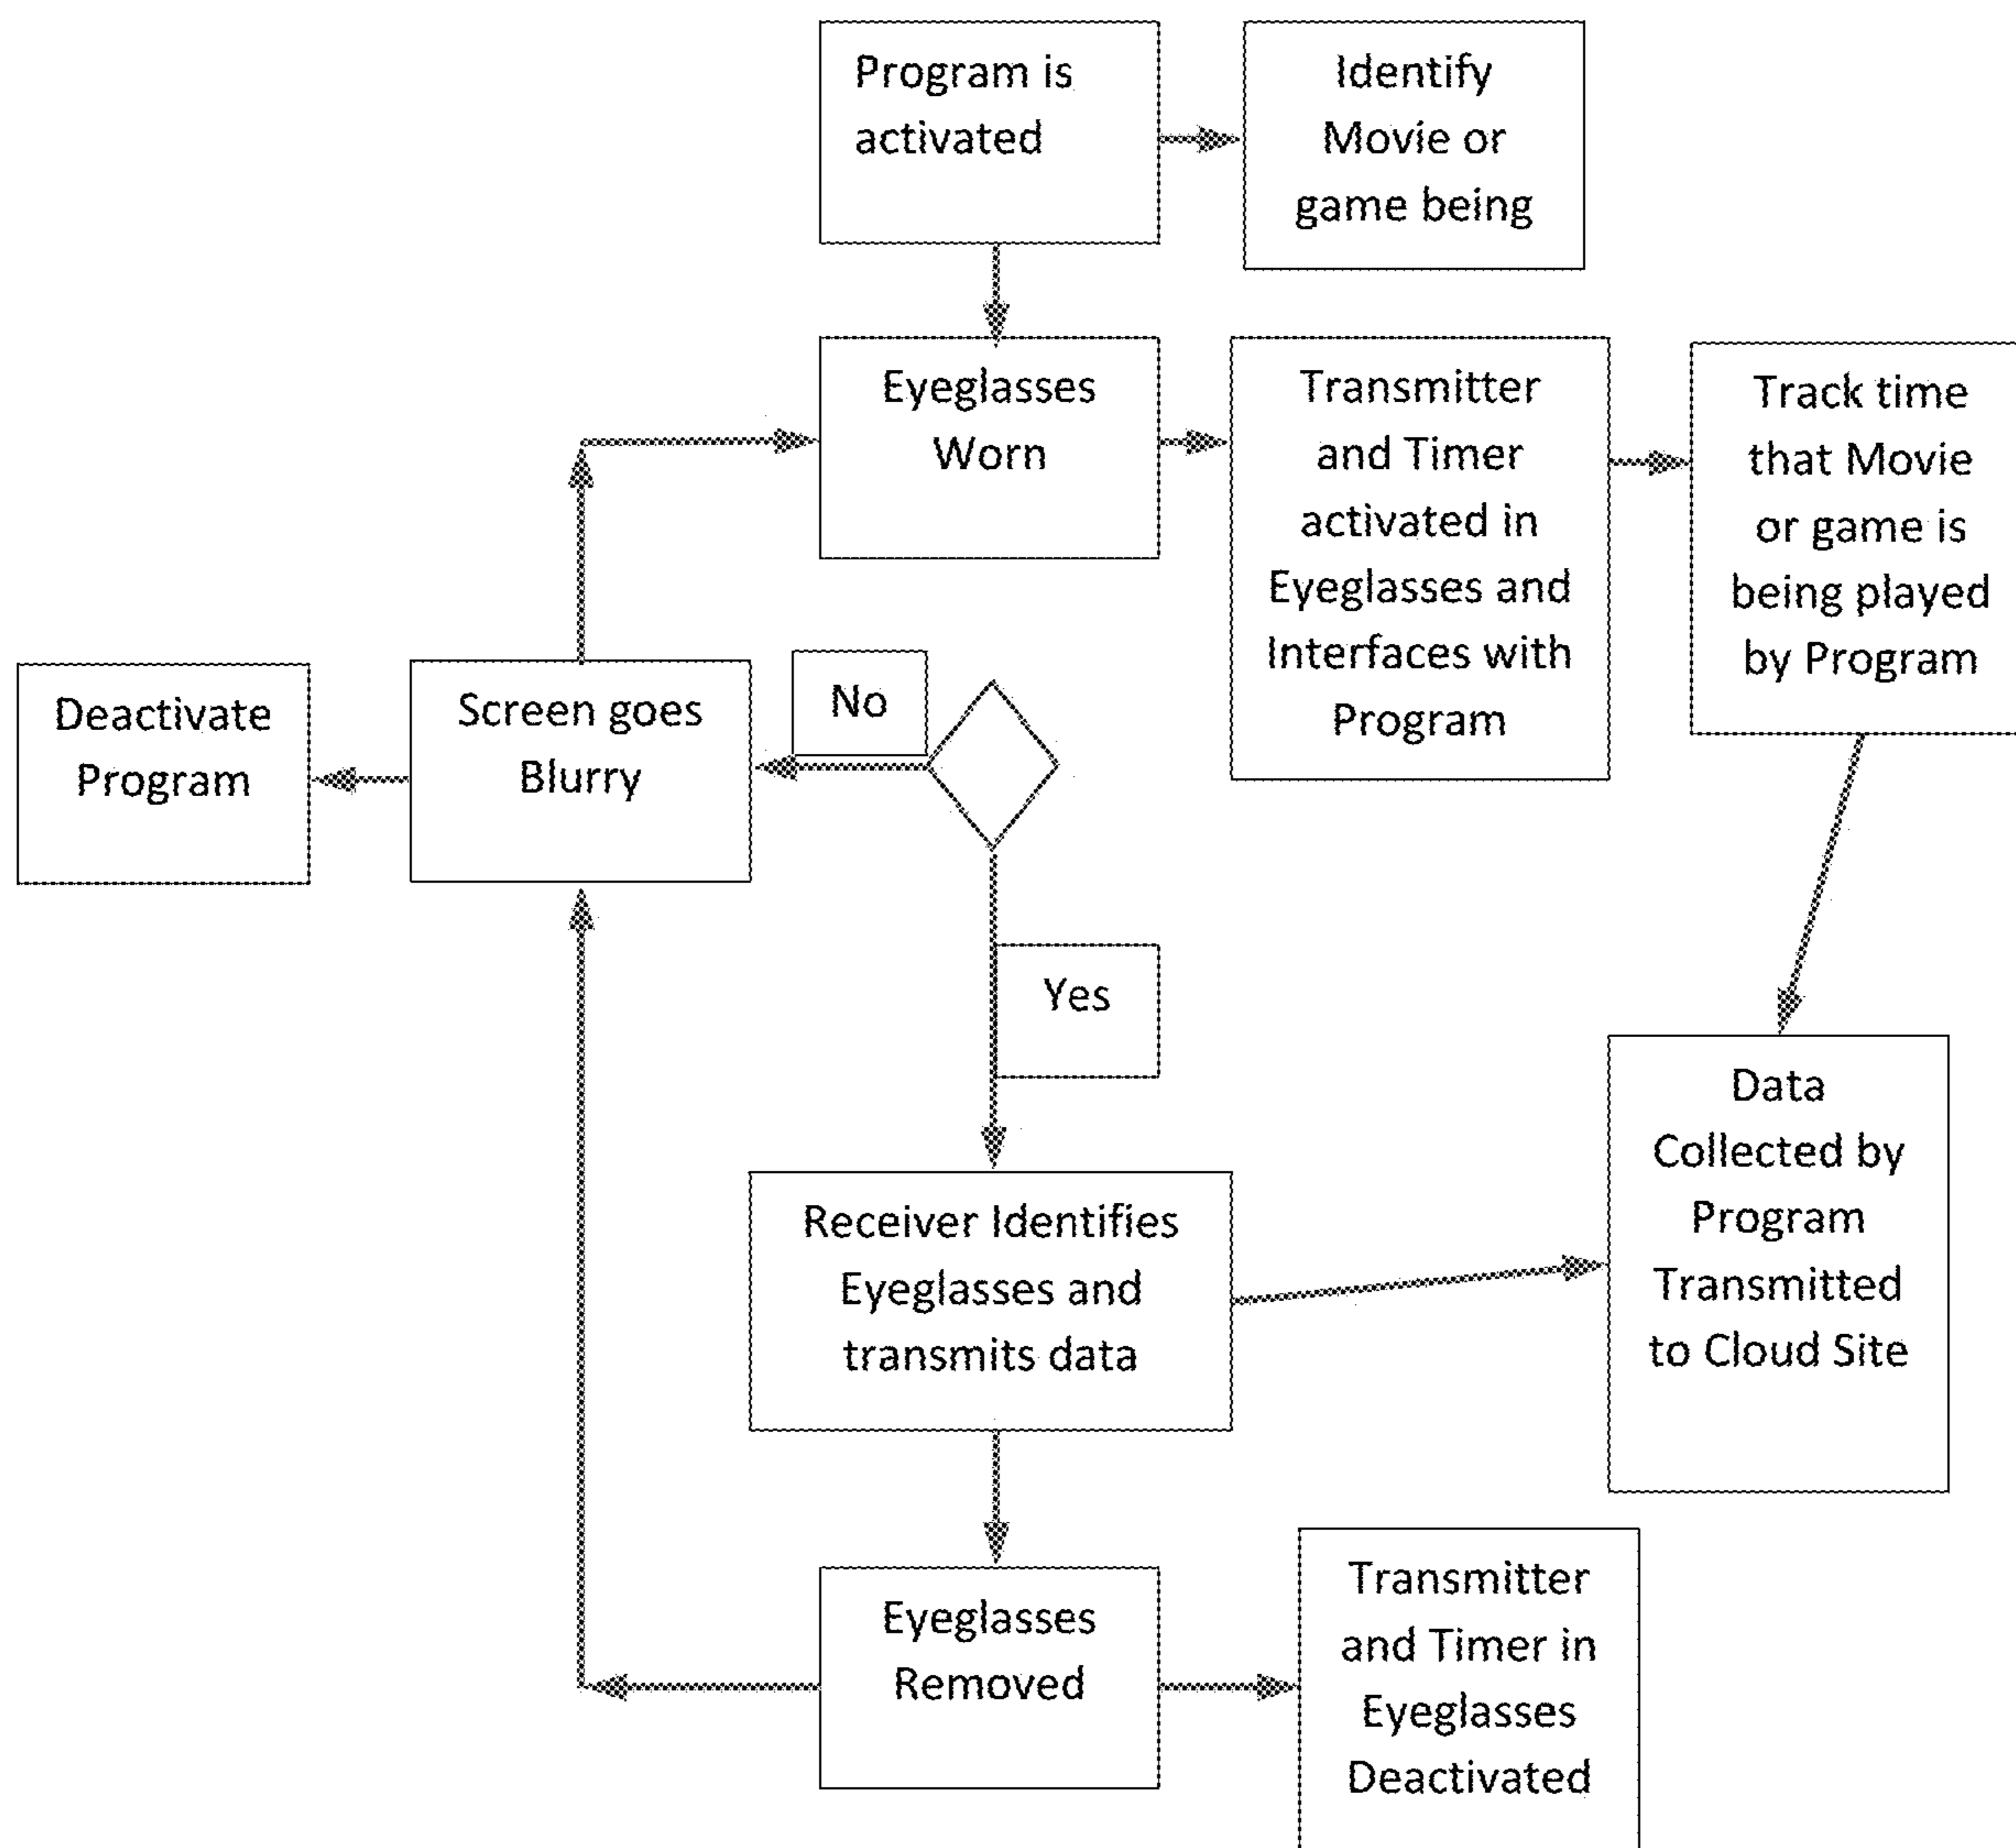 Program is
activated
Identify
Movie or
game being
Eyeglasses
Worn
Transmitter
and Timer
activated in
Eyeglasses and
Interfaces with
Program
Track time
that Movie
or game is
being played
by Program
Deactivate
Program
Screen goes
Blurry
No
Yes
Receiver Identifies
Eyeglasses and
transmits data
Data
Collected by
Program
Transmitted
to Cloud Site
Eyeglasses
Removed
Transmitter
and Timer in
Eyeglasses
Deactivated